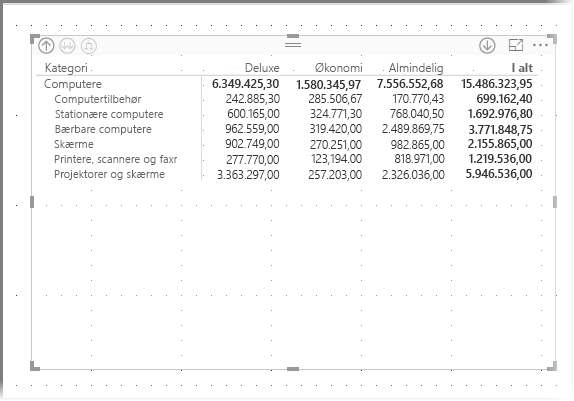 Kategori Deluxe Økonomi Almindelig I alt
Computere 6.349.425,30 1.580.345,97 7.556.552,68 15.486.323,95
Computertilbehør 242.885,30 285.506,67 170.770,43 699.162,40
Stationære computere 600.165,00 324.771,30 768.040,50 1.692.976,80
Bærbare computere 962.559,00 319.420,00 2.489.869,75 3.771.848,75
Skærme 902.749,00 270.251,00 982.865,00 2.155.865,00
Printere, scannere og faxr 277.770,00 123,194.00 818.971,00 1.219.536,00
Projektorer og skærme 3.363.297,00 257.203,00 2.326.036,00 5.946.536,00